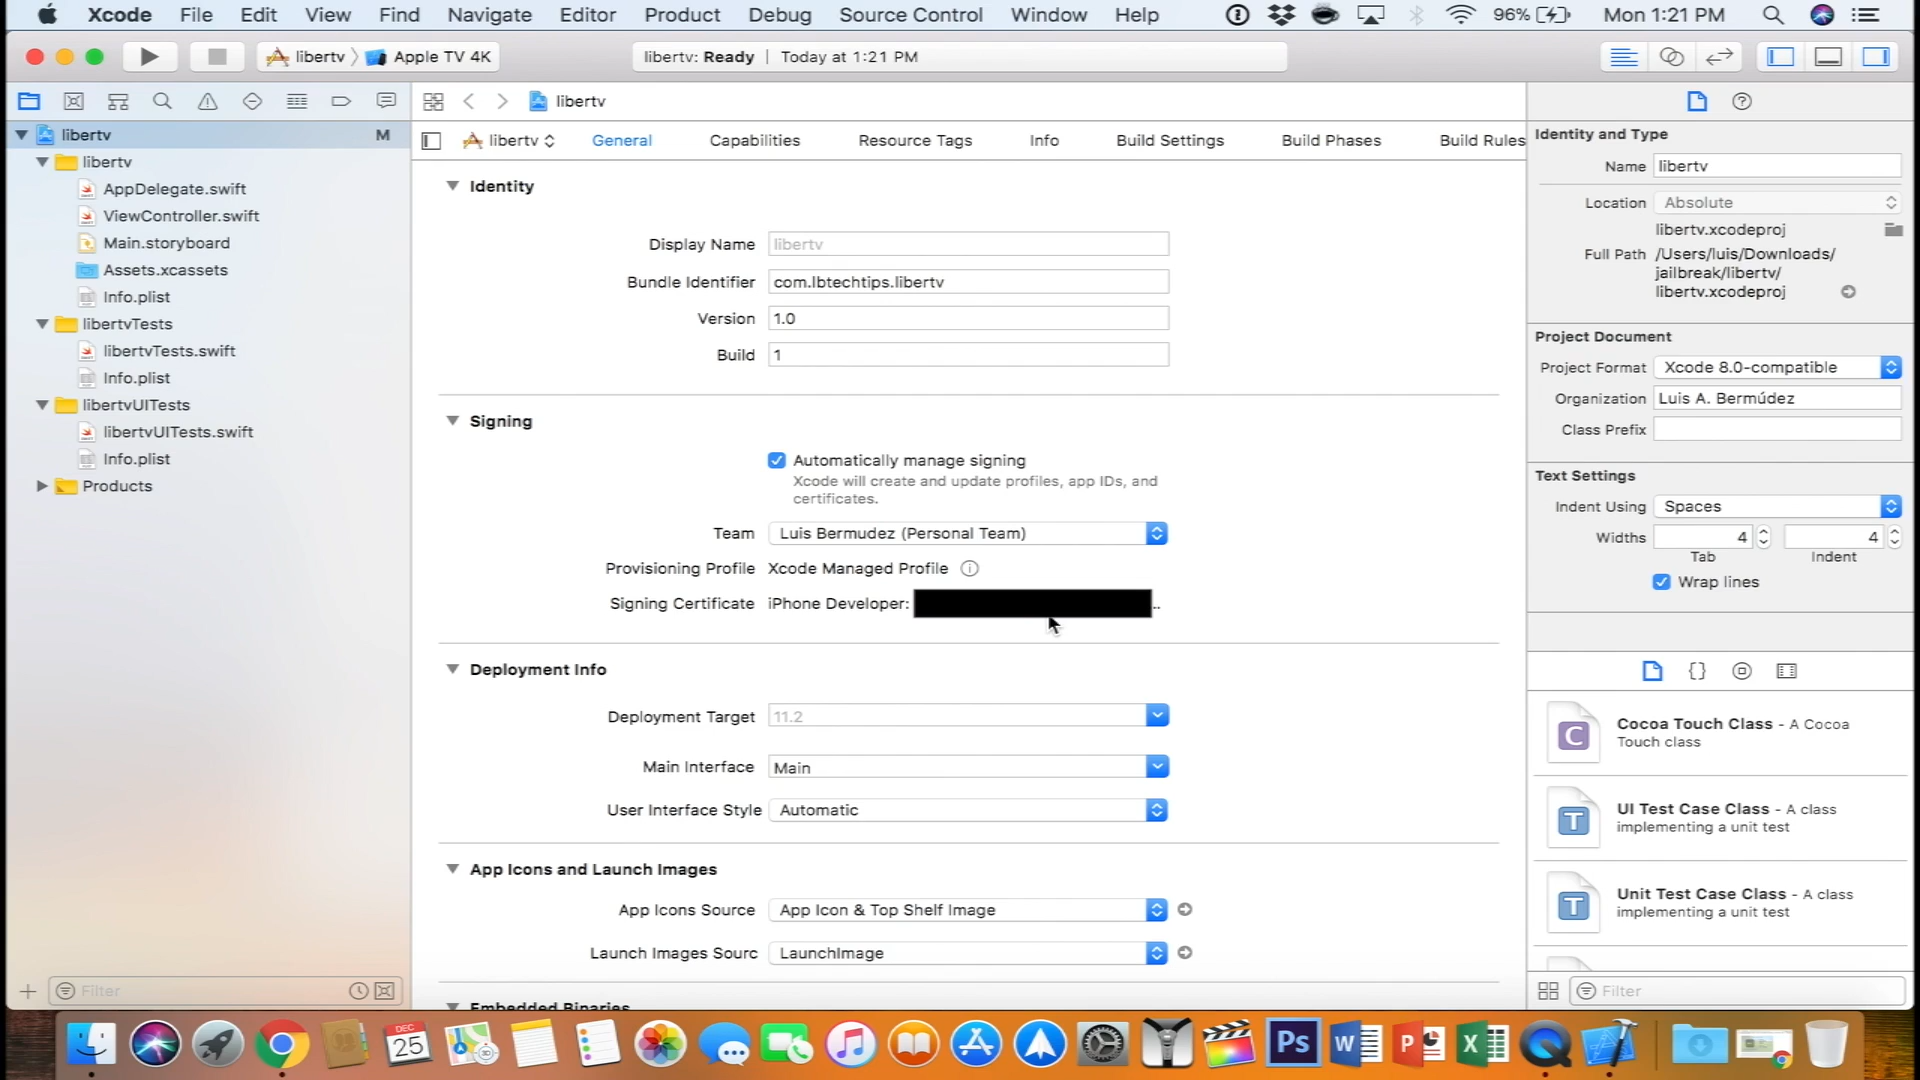 Xcode File Edit View Find Navigate Editor Product Debug Source Control Window Help 96% Mon 1:21 PM
libertv Apple TV 4K libertv: Ready | Today at 1:21 PM
libertv
libertv M
libertv
AppDelegate.swift
ViewController.swift
Main.storyboard
Assets.xcassets
Info.plist
libertvTests
libertvTests.swift
Info.plist
libertvUITests
libertvUITests.swift
Info.plist
Products
Filter
libertv General Capabilities Resource Tags Info Build Settings Build Phases Build Rules
Identity
Display Name libertv
Bundle Identifier com.lbtechtips.libertv
Version 1.0
Build 1
Signing
Automatically manage signing
Xcode will create and update profiles, app IDs, and
certificates.
Team Luis Bermudez (Personal Team)
Provisioning Profile Xcode Managed Profile
Signing Certificate iPhone Developer: ..
Deployment Info
Deployment Target 11.2
Main Interface Main
User Interface Style Automatic
App Icons and Launch Images
App Icons Source App Icon & Top Shelf Image
Launch Images Sourc LaunchImage
Embedded Binaries
Identity and Type
Name libertv
Location Absolute
libertv.xcodeproj
Full Path /Users/luis/Downloads/
jailbreak/libertv/
libertv.xcodeproj
Project Document
Project Format Xcode 8.0-compatible
Organization Luis A. Bermúdez
Class Prefix
Text Settings
Indent Using Spaces
Widths 4 4
Tab Indent
Wrap lines
{}
C Cocoa Touch Class - A Cocoa
Touch class
T UI Test Case Class - A class
implementing a unit test
T Unit Test Case Class - A class
implementing a unit test
Filter
DEC
25
3D
Ps
W
P
X